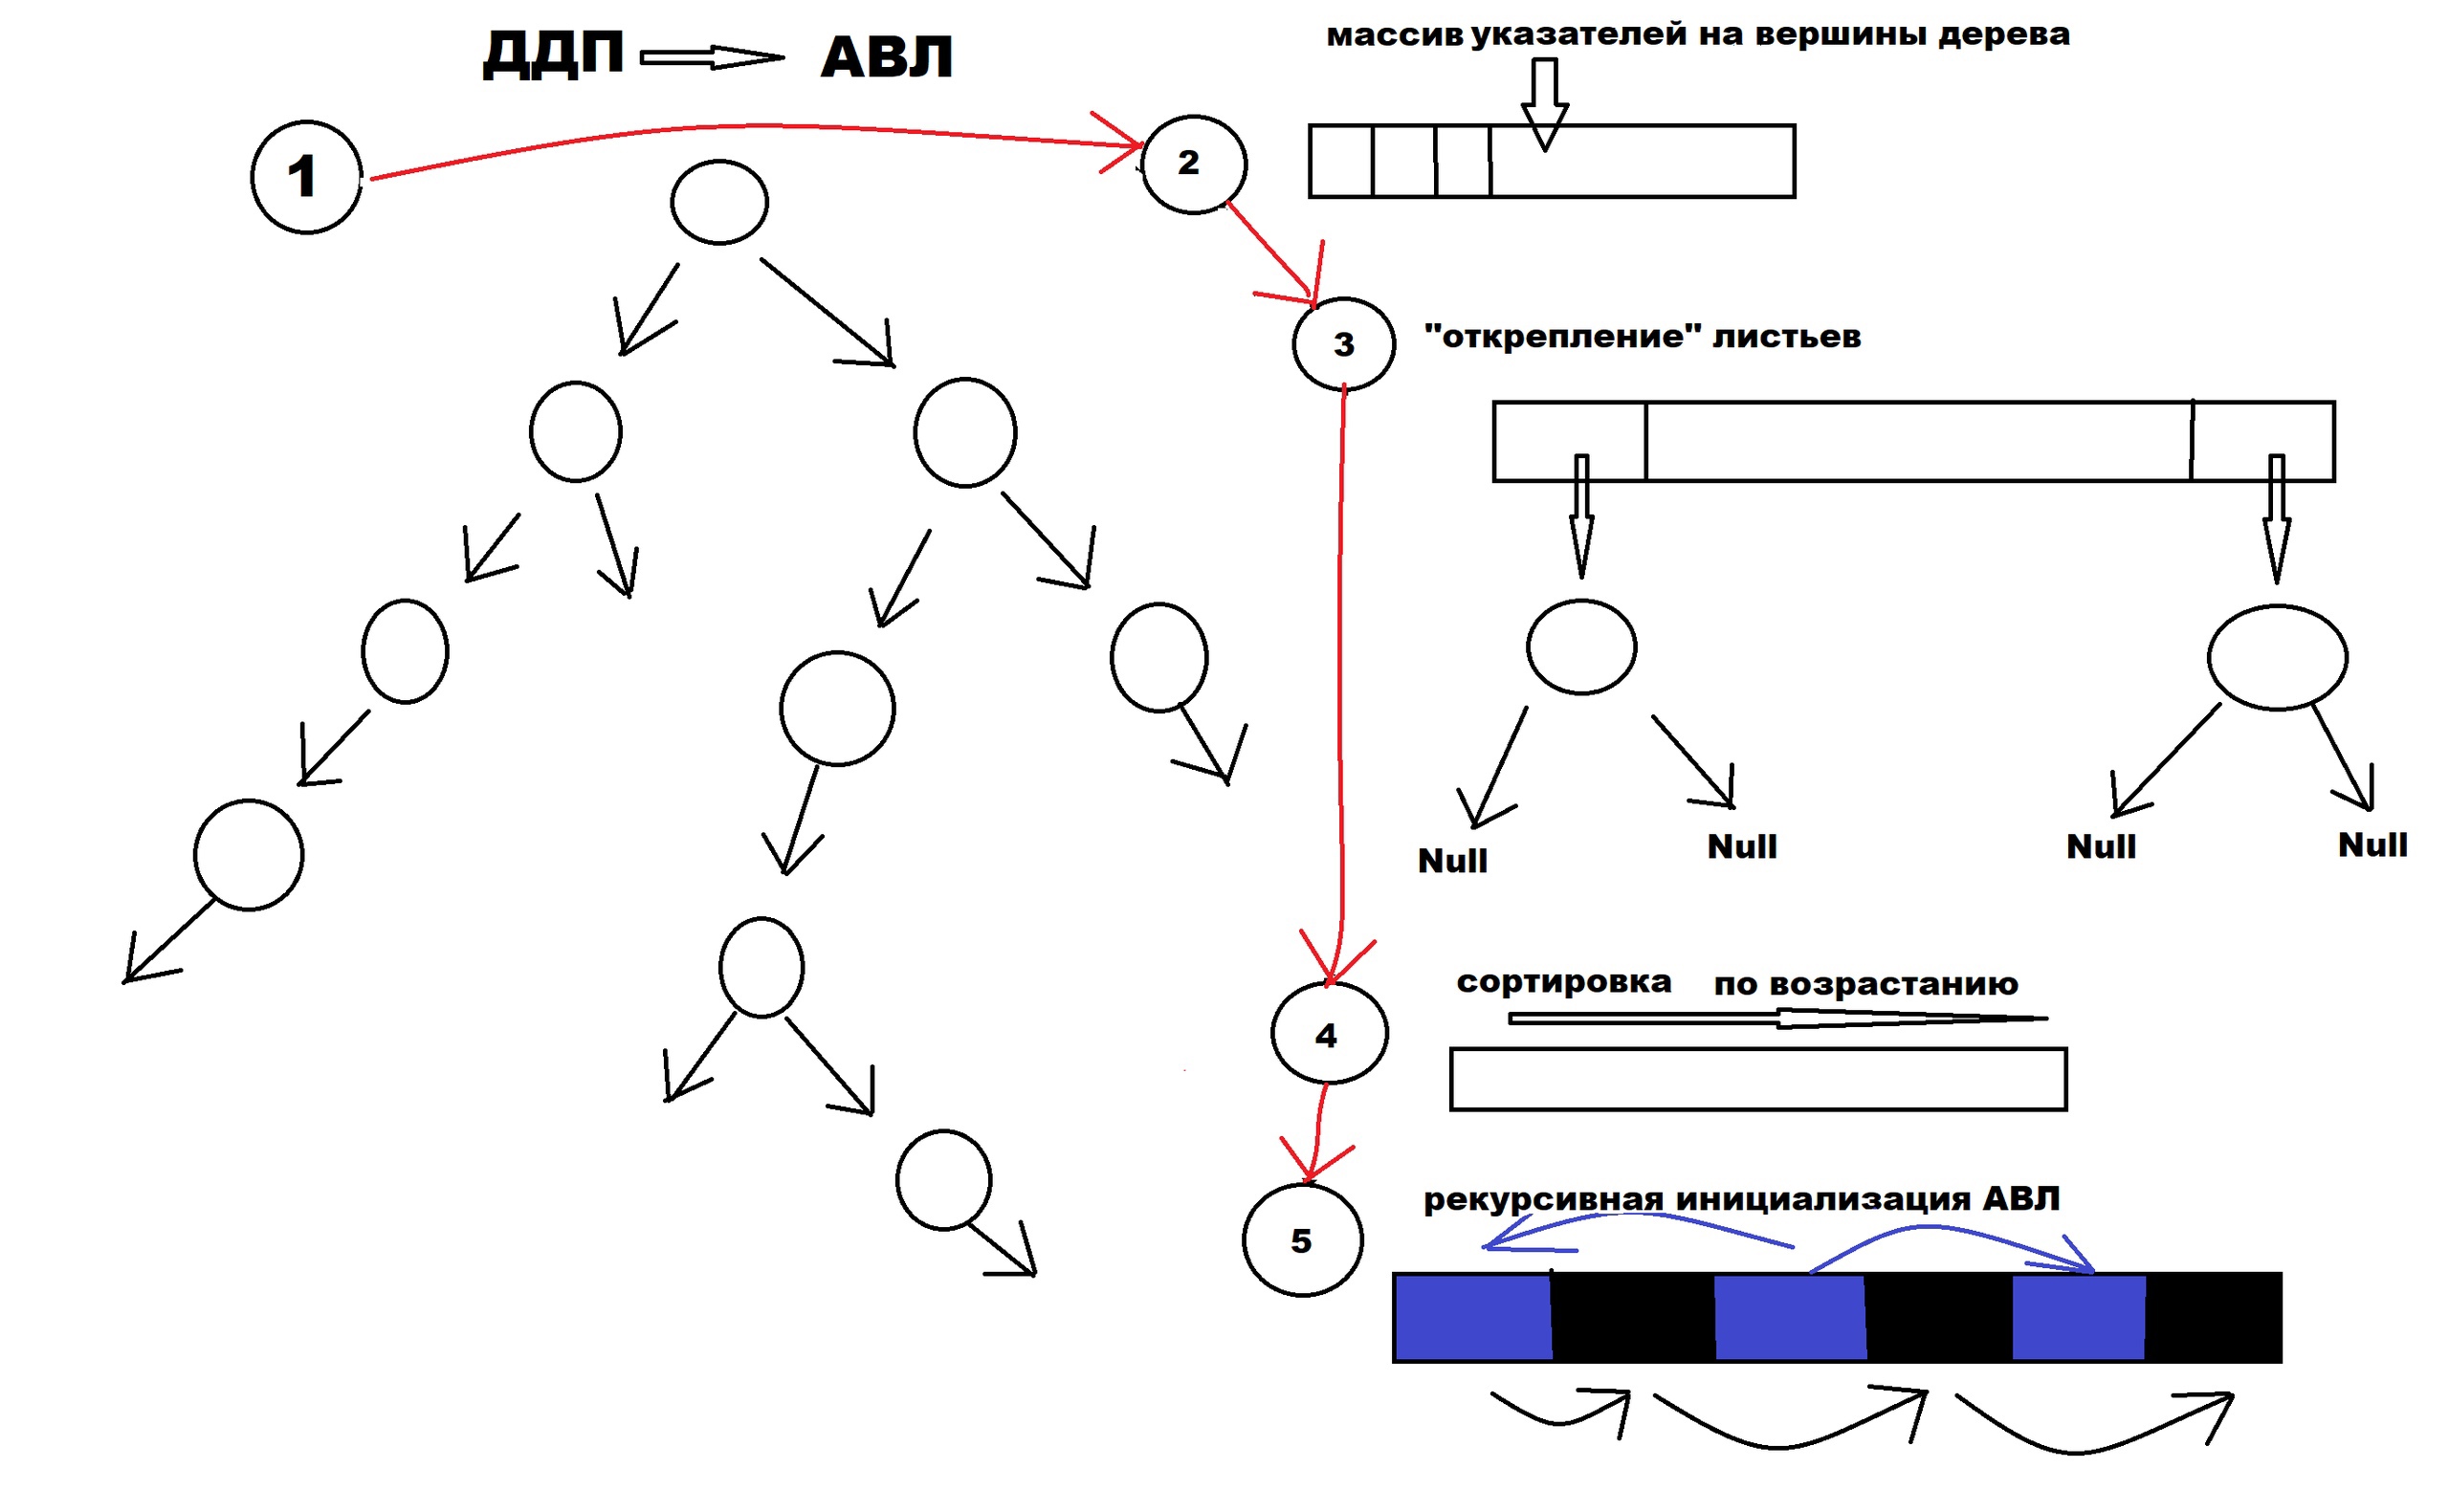 ДДП АВЛ
массив указателей на вершины дерева
1
2
3
"открепление" листьев
Null Null Null Null
4
сортировка по возрастанию
5
рекурсивная инициализация АВЛ